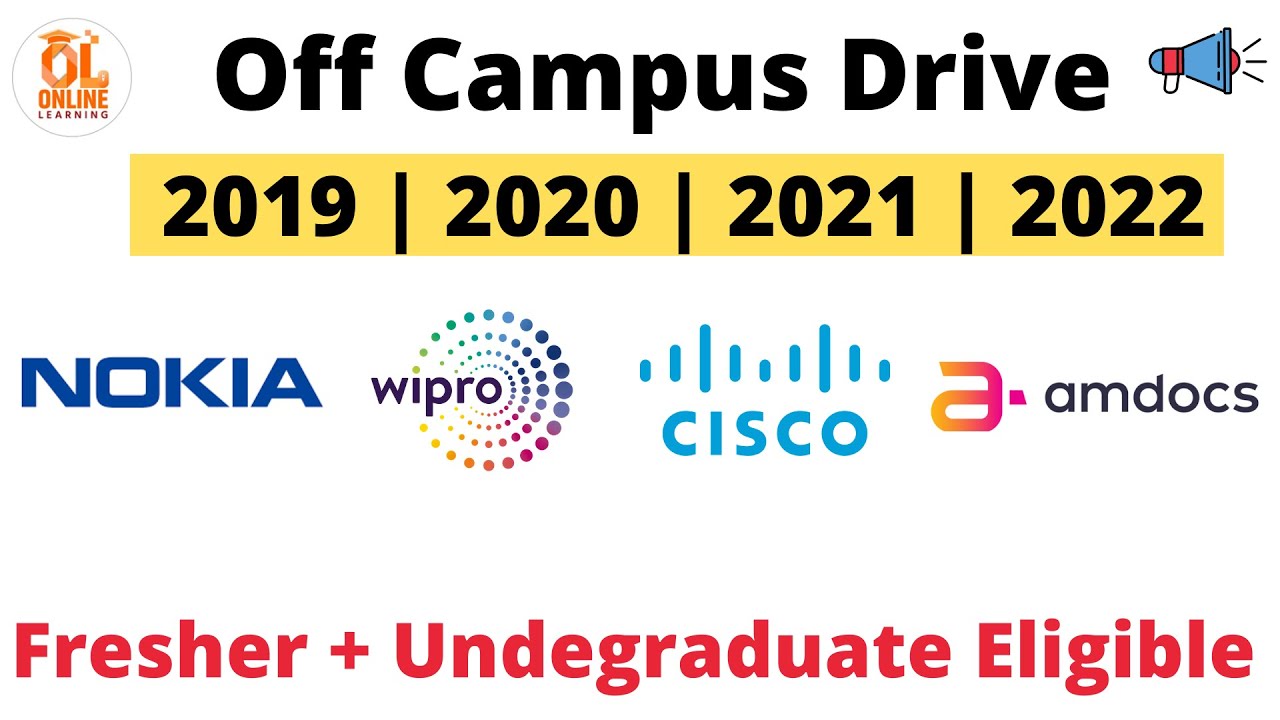 OL
ONLINE
LEARNING
Off Campus Drive
2019 | 2020 | 2021 | 2022
NOKIA
wipro
CISCO
a amdocs
Fresher + Undegraduate Eligible